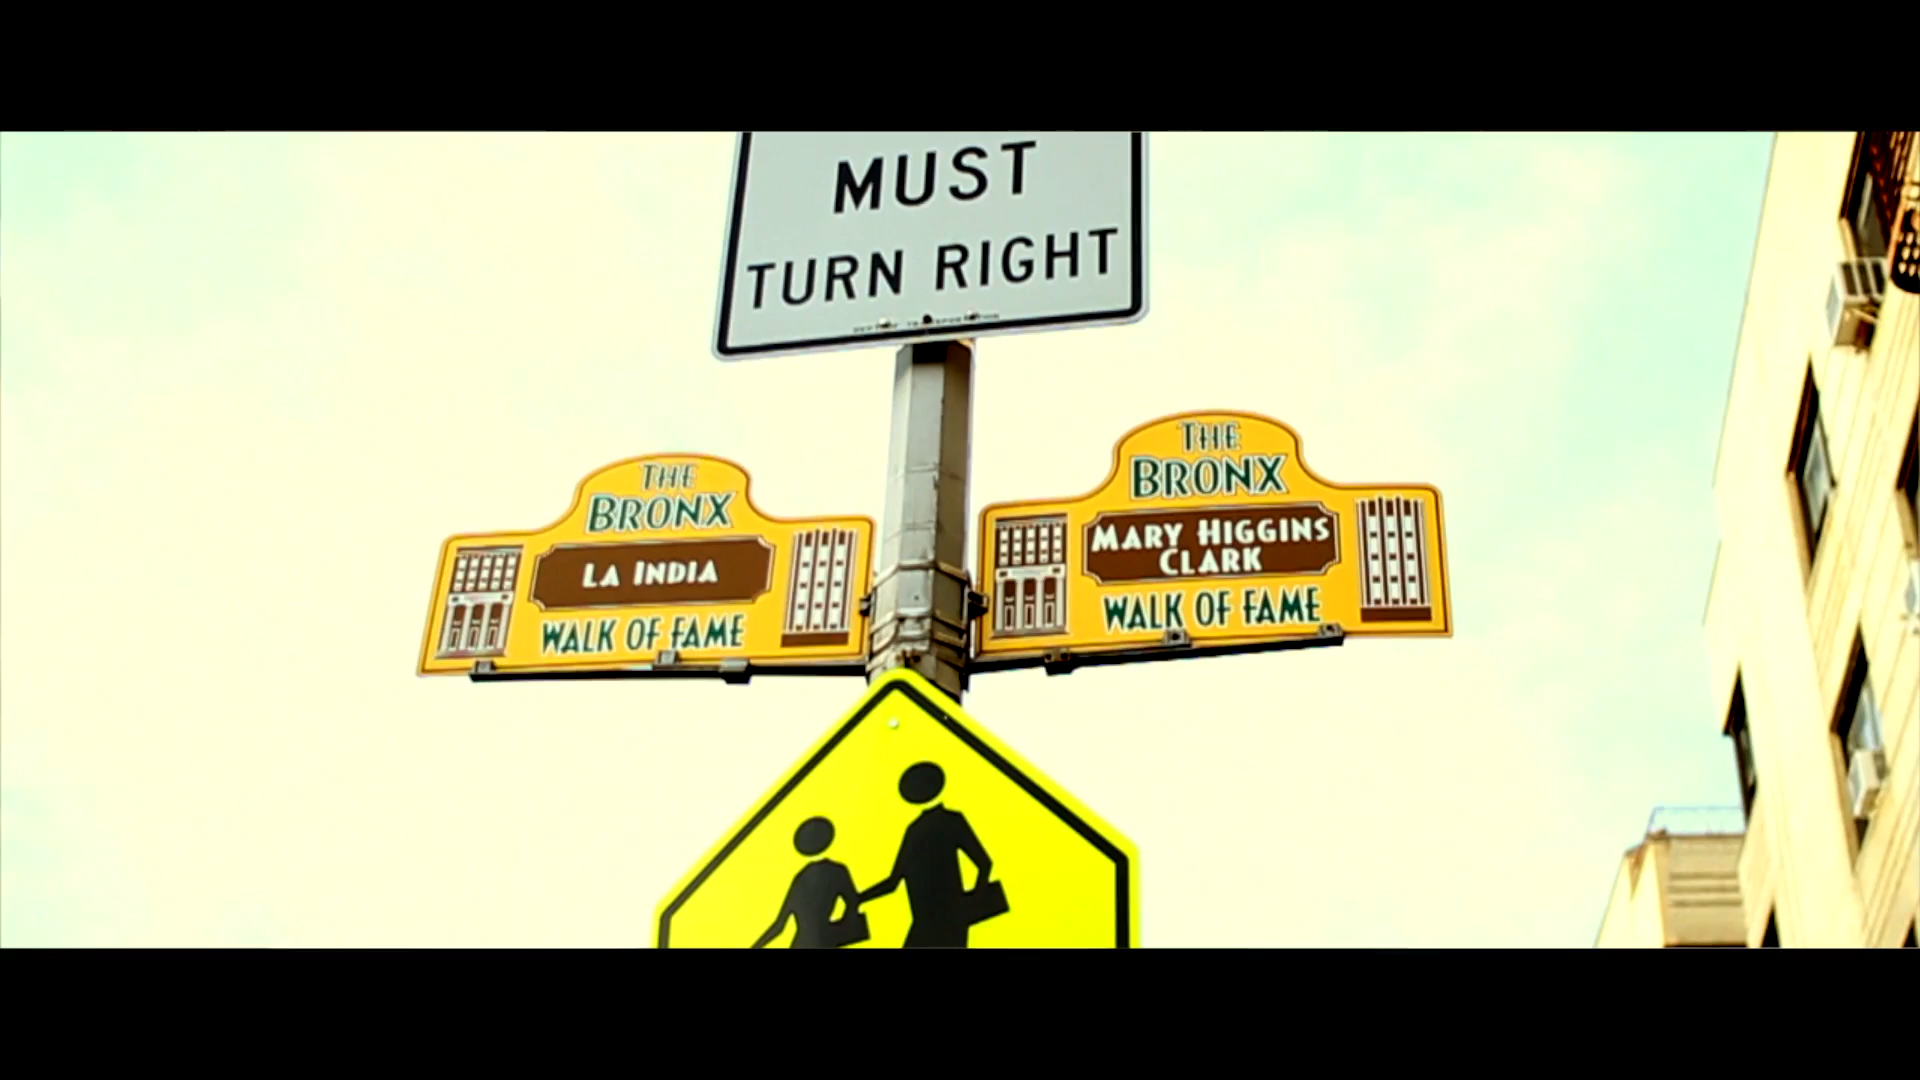 MUST
TURN RIGHT
THE
BRONX
LA INDIA
WALK OF FAME
THE
BRONX
MARY HIGGINS
CLARK
WALK OF FAME